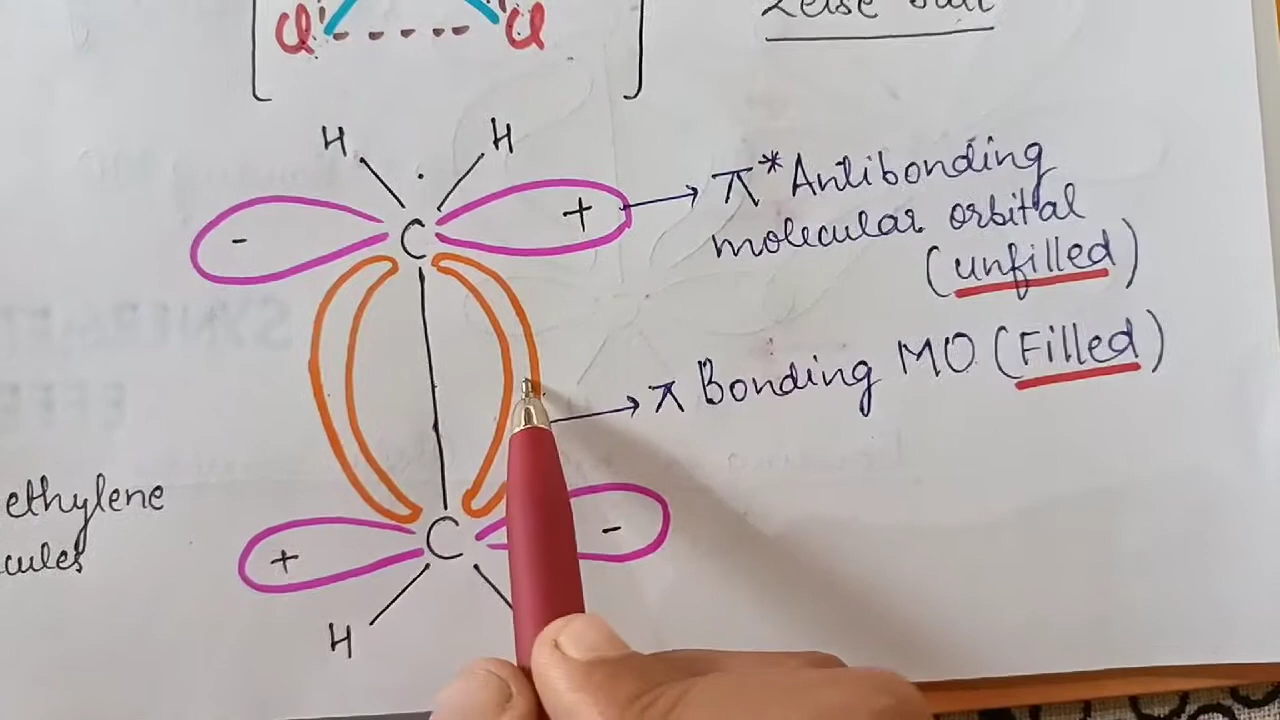 Cl Cl
Zeise salt
H H
π* Antibonding
molecular orbital
(unfilled)
- C +
π Bonding MO (Filled)
ethylene
cules
+ C -
H